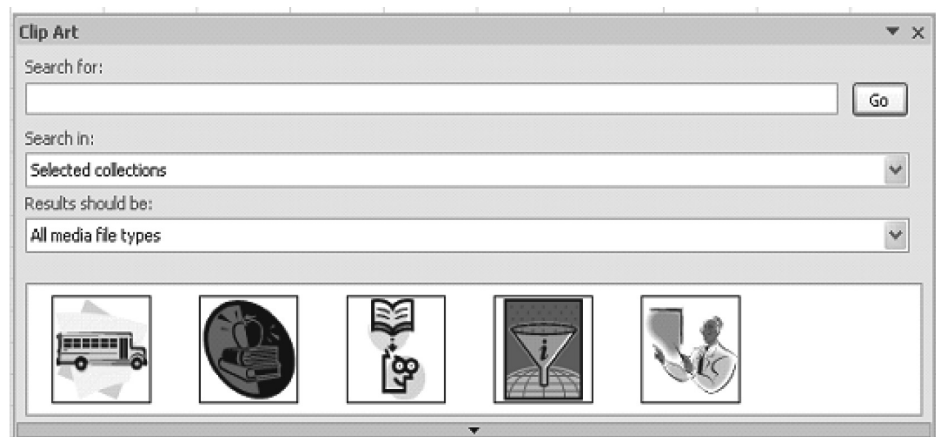 Clip Art
Search for:
Go
Search in:
Selected collections
Results should be:
All media file types
i